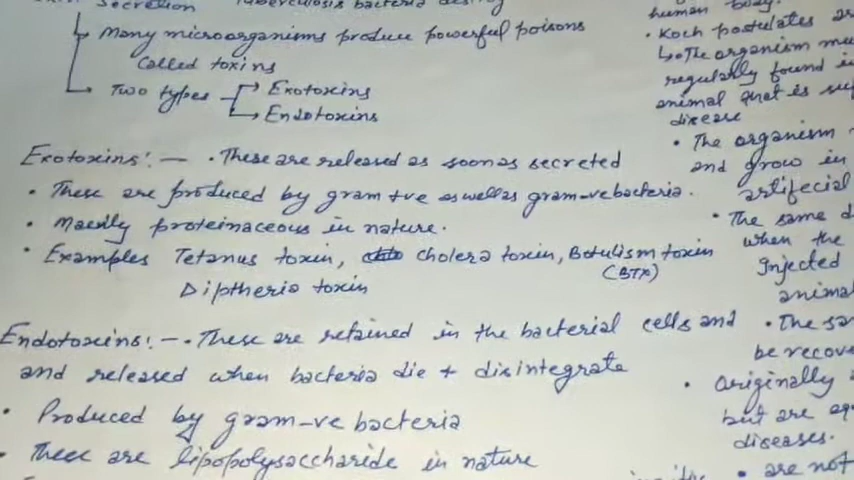 Secretion Tuberculosis bacteria
Many microorganisms produce powerful poisons
Called toxins
Two types
Exotoxins
Endotoxins
Exotoxins:— • These are released as soon as secreted
• These are produced by gram +ve as well as gram-ve bacteria.
• Mainly proteinaceous in nature.
• Examples Tetanus toxin, cholera toxin, Botulism toxin
(BTX)
Diptheria toxin
Endotoxins:— • These are retained in the bacterial cells and
and released when bacteria die + disintegrate
• Produced by gram-ve bacteria
• These are lipopolysaccharide in nature
human body.
• Koch postulates
The organism
regularly found
animal that is
disease
• The organism
and grow in
artifecial
• The same
when the
Injected
animal
• The
be
• Originally
but are
diseases.
• are not